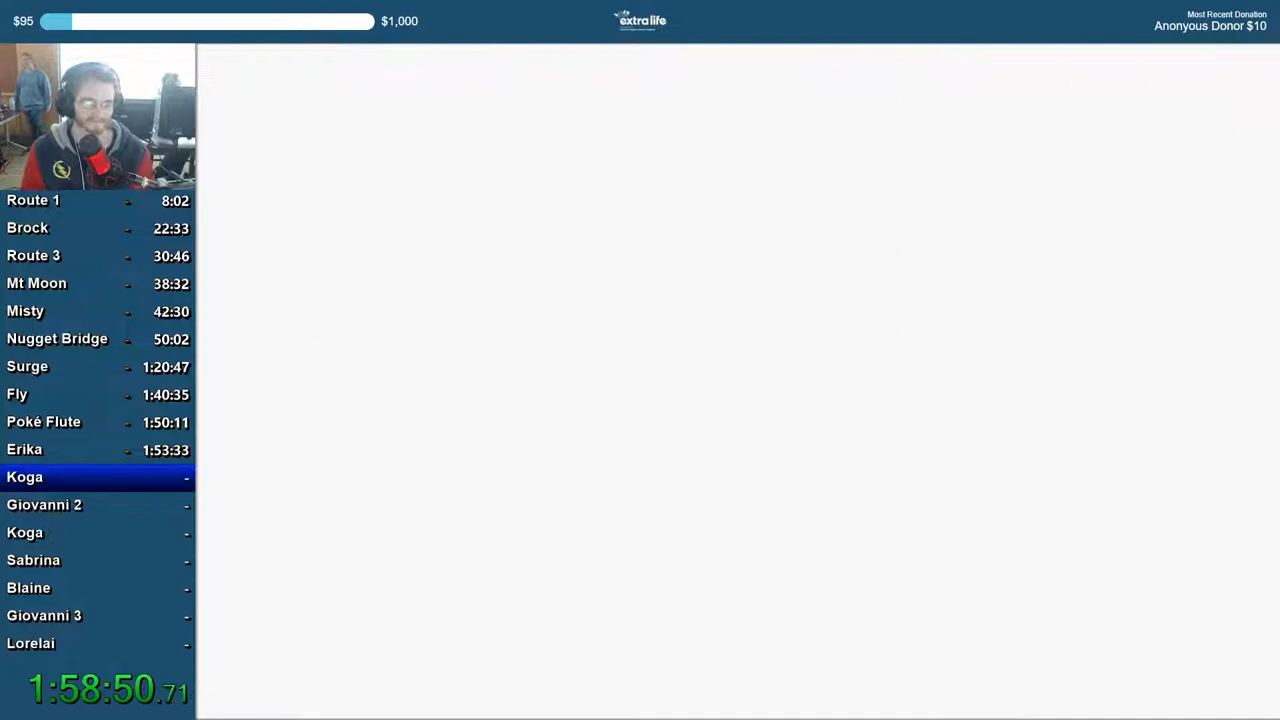 $95 $1,000 extralife Most Recent Donation
Anonyous Donor $10
Route 1 - 8:02
Brock - 22:33
Route 3 - 30:46
Mt Moon - 38:32
Misty - 42:30
Nugget Bridge - 50:02
Surge - 1:20:47
Fly - 1:40:35
Poké Flute - 1:50:11
Erika - 1:53:33
Koga -
Giovanni 2 -
Koga -
Sabrina -
Blaine -
Giovanni 3 -
Lorelai -
1:58:50.71